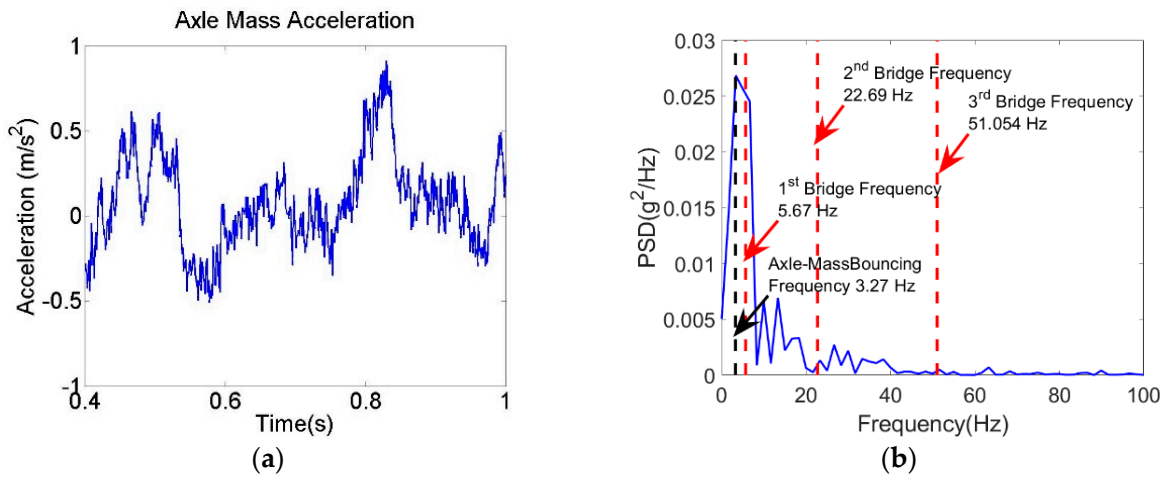 Axle Mass Acceleration
Acceleration (m/s²)
1
0.5
0
-0.5
-1
0.4
0.6
0.8
1
Time(s)
(a)
PSD(g²/Hz)
0.03
0.025
0.02
0.015
0.01
0.005
0
2nd Bridge Frequency
22.69 Hz
3rd Bridge Frequency
51.054 Hz
1st Bridge Frequency
5.67 Hz
Axle-MassBouncing
Frequency 3.27 Hz
0
20
40
60
80
100
Frequency(Hz)
(b)